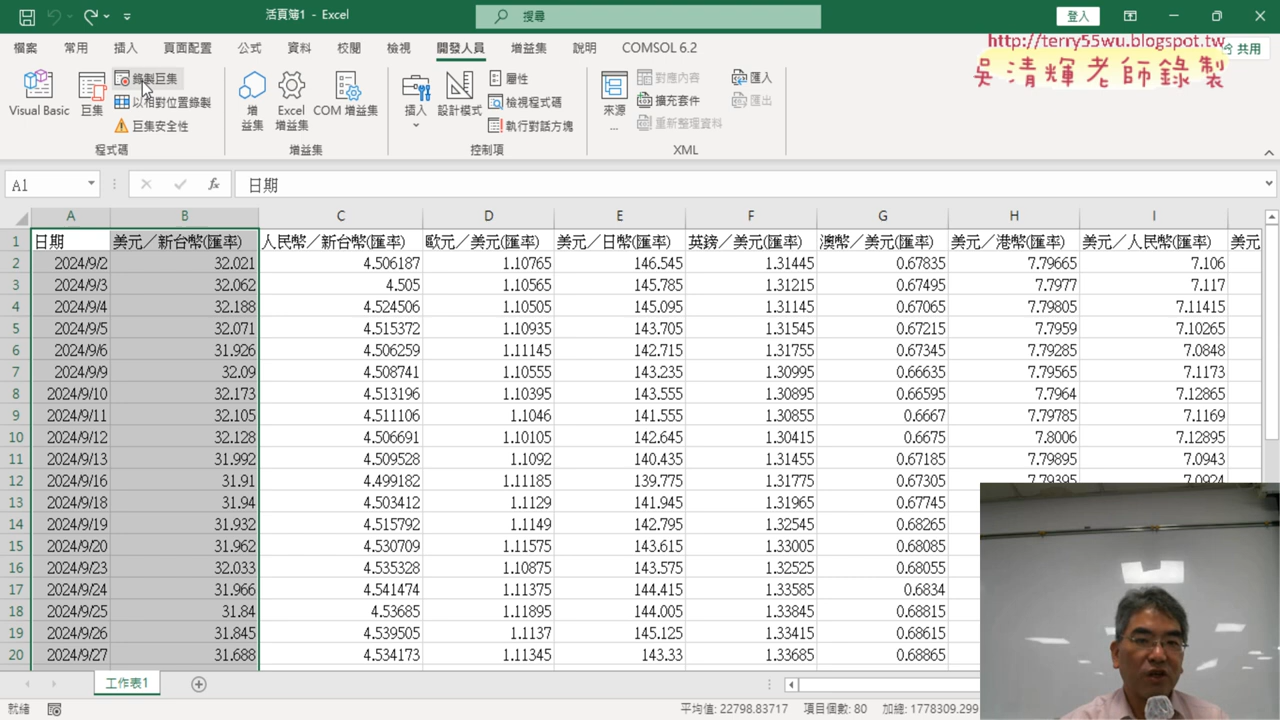 活頁簿1 - Excel
搜尋
登入
檔案 常用 插入 頁面配置 公式 資料 校閱 檢視 開發人員 增益集 說明 COMSOL 6.2
共用
http://terry55wu.blogspot.tw
吳清輝老師錄製
Visual Basic
巨集
錄製巨集
以相對位置錄製
巨集安全性
程式碼
增益集
Excel 增益集
COM 增益集
增益集
插入
設計模式
屬性
檢視程式碼
執行對話方塊
控制項
來源...
對應內容
擴充套件
重新整理資料
匯入
匯出
XML
A1
fx
日期
A B C D E F G H I
1 日期 美元／新台幣(匯率) 人民幣／新台幣(匯率) 歐元／美元(匯率) 美元／日幣(匯率) 英鎊／美元(匯率) 澳幣／美元(匯率) 美元／港幣(匯率) 美元／人民幣(匯率) 美元
2 2024/9/2 32.021 4.506187 1.10765 146.545 1.31445 0.67835 7.79665 7.106
3 2024/9/3 32.062 4.505 1.10565 145.785 1.31215 0.67495 7.7977 7.117
4 2024/9/4 32.188 4.524506 1.10505 145.095 1.31145 0.67065 7.79805 7.11415
5 2024/9/5 32.071 4.515372 1.10935 143.705 1.31545 0.67215 7.7959 7.10265
6 2024/9/6 31.926 4.506259 1.11145 142.715 1.31755 0.67345 7.79285 7.0848
7 2024/9/9 32.09 4.508741 1.10555 143.235 1.30995 0.66635 7.79565 7.1173
8 2024/9/10 32.173 4.513196 1.10395 143.555 1.30895 0.66595 7.7964 7.12865
9 2024/9/11 32.105 4.511106 1.1046 141.555 1.30855 0.6667 7.79785 7.1169
10 2024/9/12 32.128 4.506691 1.10105 142.645 1.30415 0.6675 7.8006 7.12895
11 2024/9/13 31.992 4.509528 1.1092 140.435 1.31455 0.67185 7.79895 7.0943
12 2024/9/16 31.91 4.499182 1.11185 139.775 1.31775 0.67305 7.79395 7.0924
13 2024/9/18 31.94 4.503412 1.1129 141.945 1.31965 0.67745
14 2024/9/19 31.932 4.515792 1.1149 142.795 1.32545 0.68265
15 2024/9/20 31.962 4.530709 1.11575 143.615 1.33005 0.68085
16 2024/9/23 32.033 4.535328 1.10875 143.575 1.32525 0.68055
17 2024/9/24 31.966 4.541474 1.11375 144.415 1.33585 0.6834
18 2024/9/25 31.84 4.53685 1.11895 144.005 1.33845 0.68815
19 2024/9/26 31.845 4.539505 1.1137 145.125 1.33415 0.68615
20 2024/9/27 31.688 4.534173 1.11345 143.33 1.33685 0.68865
工作表1
就緒
平均值: 22798.83717 項目個數: 80 加總: 1778309.299